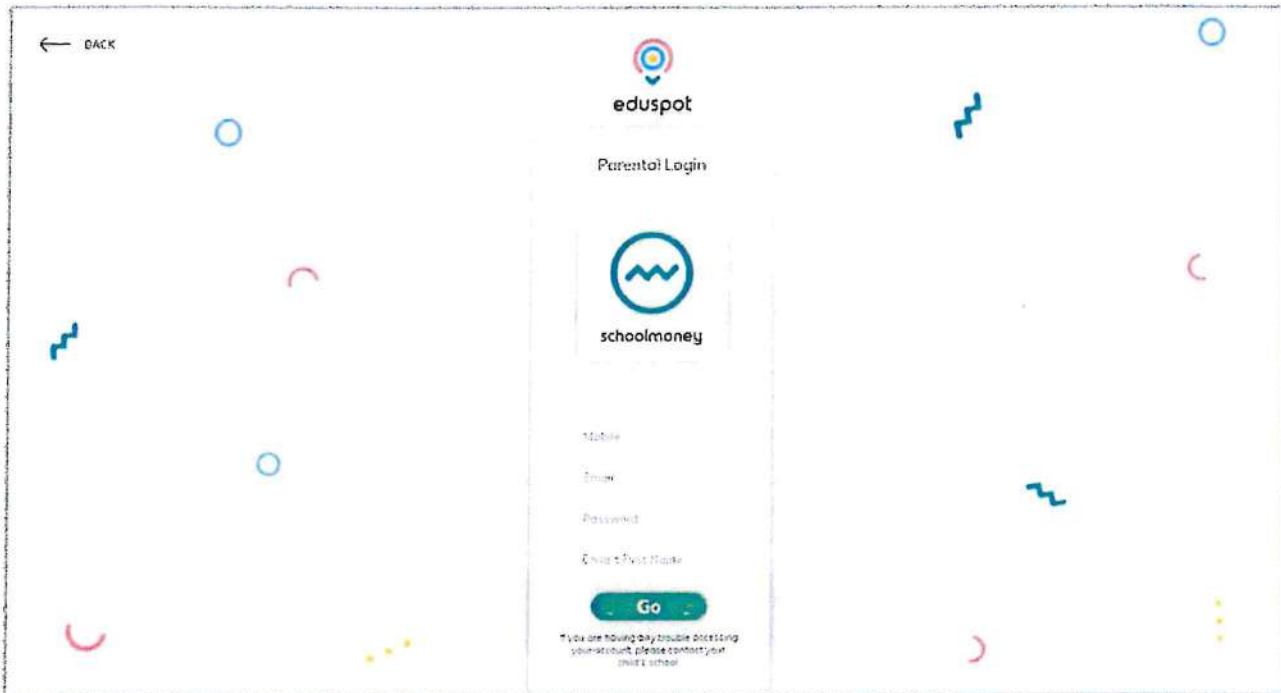 BACK
eduspot
Parental Login
schoolmoney
Mobile
Email
Password
Child's First Name
Go
If you are having any trouble accessing
your account, please contact your
child's school